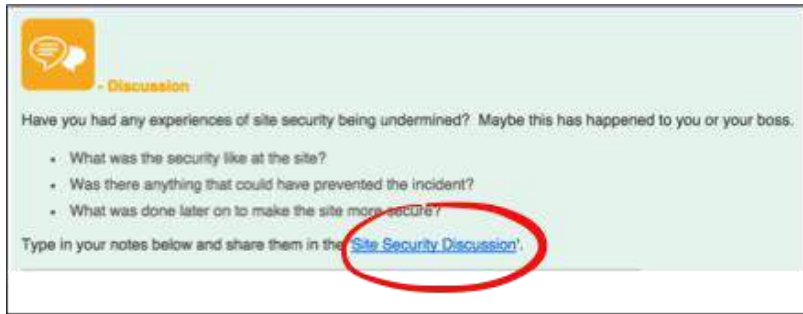 - Discussion
Have you had any experiences of site security being undermined? Maybe this has happened to you or your boss.
• What was the security like at the site?
• Was there anything that could have prevented the incident?
• What was done later on to make the site more secure?
Type in your notes below and share them in the 'Site Security Discussion'.